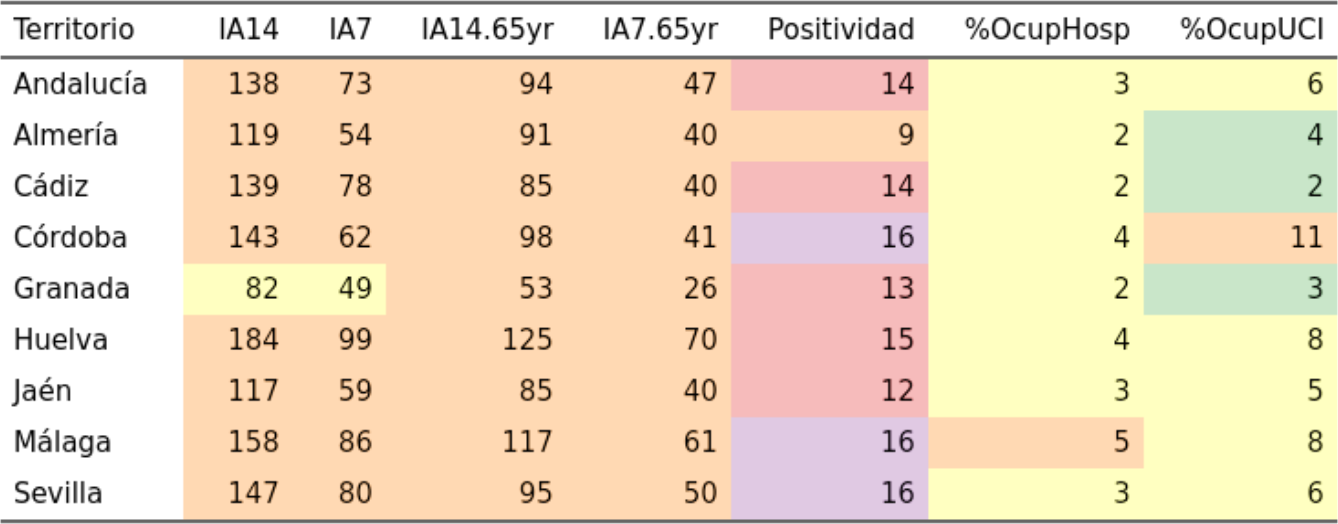 Territorio IA14 IA7 IA14.65yr IA7.65yr Positividad %OcupHosp %OcupUCI
Andalucía 138 73 94 47 14 3 6
Almería 119 54 91 40 9 2 4
Cádiz 139 78 85 40 14 2 2
Córdoba 143 62 98 41 16 4 11
Granada 82 49 53 26 13 2 3
Huelva 184 99 125 70 15 4 8
Jaén 117 59 85 40 12 3 5
Málaga 158 86 117 61 16 5 8
Sevilla 147 80 95 50 16 3 6